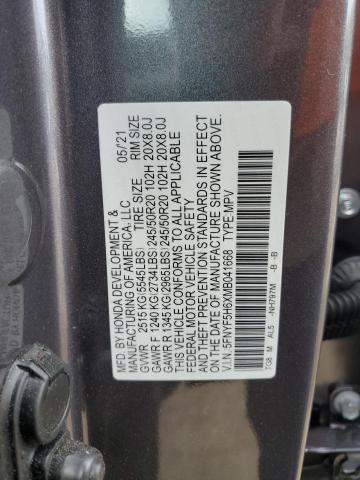 MFD. BY HONDA DEVELOPMENT & 05/21
MANUFACTURING OF AMERICA, LLC
TIRE SIZE RIM SIZE
GVWR 2515 KG(5545LBS)
GAWR F 1240 KG(2734LBS) 245/50R20 102H 20X8.0J
GAWR R 1345 KG(2965LBS) 245/50R20 102H 20X8.0J
THIS VEHICLE CONFORMS TO ALL APPLICABLE
FEDERAL MOTOR VEHICLE SAFETY
& THEFT PREVENTION STANDARDS IN EFFECT
ON THE DATE OF MANUFACTURE SHOWN ABOVE.
V.I.N. 5FNYF5H6XMB041668 TYPE:MPV
TG8 M AL5 -NH797M -B -B